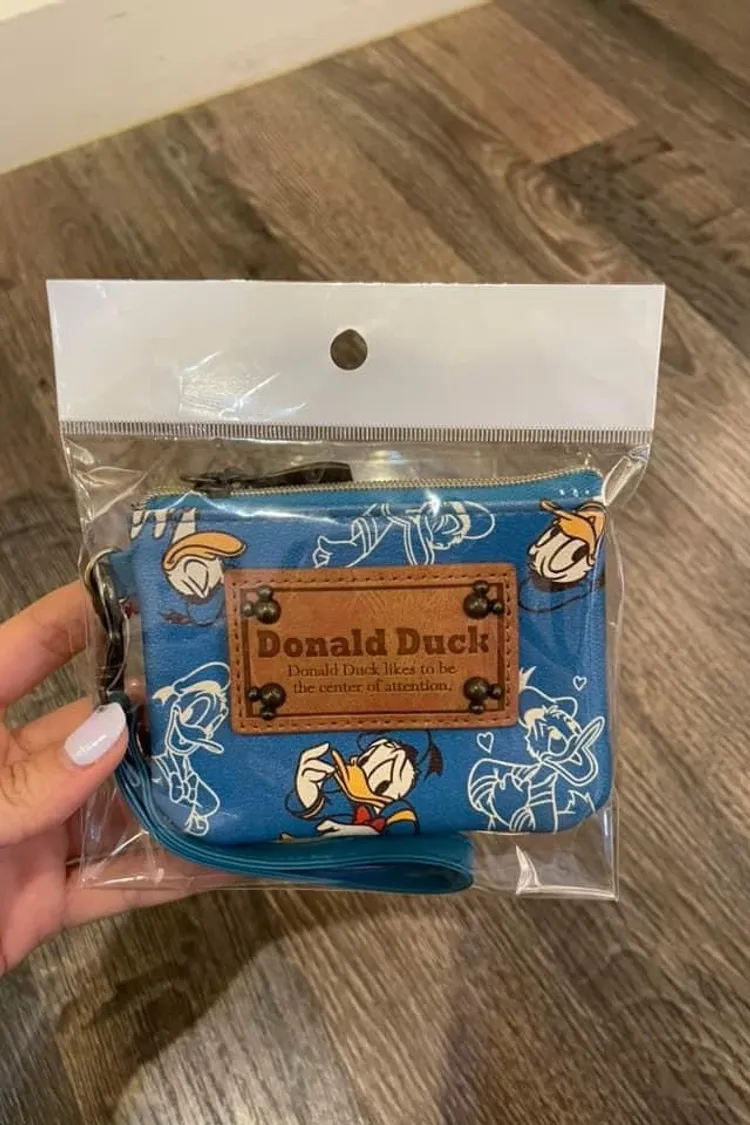 Donald Duck
Donald Duck likes to be
the center of attention.